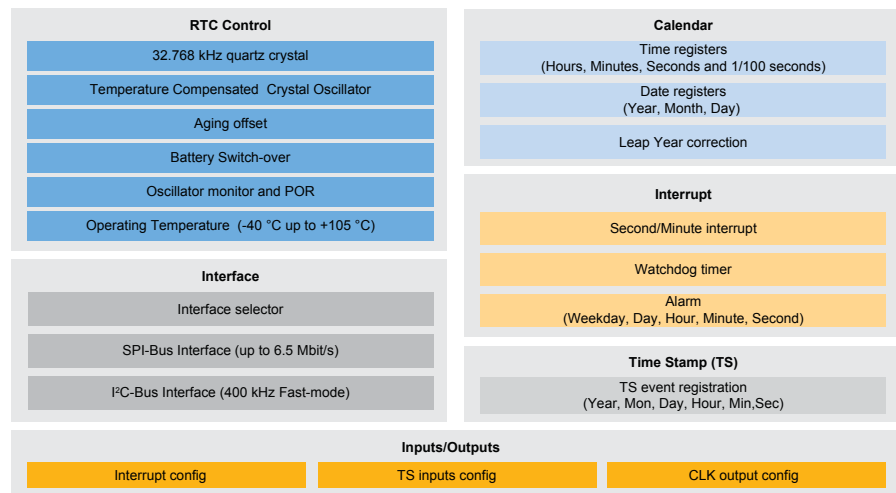 RTC Control
32.768 kHz quartz crystal
Temperature Compensated Crystal Oscillator
Aging offset
Battery Switch-over
Oscillator monitor and POR
Operating Temperature (-40 °C up to +105 °C)
Interface
Interface selector
SPI-Bus Interface (up to 6.5 Mbit/s)
I²C-Bus Interface (400 kHz Fast-mode)
Calendar
Time registers
(Hours, Minutes, Seconds and 1/100 seconds)
Date registers
(Year, Month, Day)
Leap Year correction
Interrupt
Second/Minute interrupt
Watchdog timer
Alarm
(Weekday, Day, Hour, Minute, Second)
Time Stamp (TS)
TS event registration
(Year, Mon, Day, Hour, Min,Sec)
Inputs/Outputs
Interrupt config
TS inputs config
CLK output config